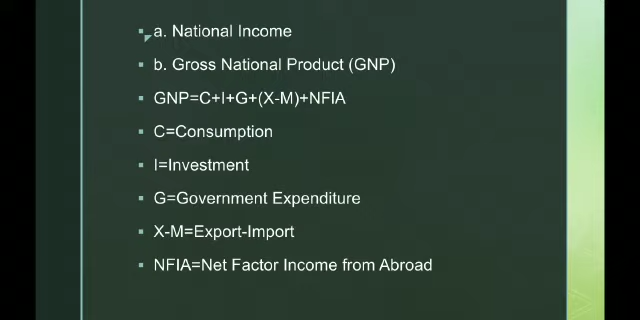 a. National Income
b. Gross National Product (GNP)
GNP=C+I+G+(X-M)+NFIA
C=Consumption
I=Investment
G=Government Expenditure
X-M=Export-Import
NFIA=Net Factor Income from Abroad